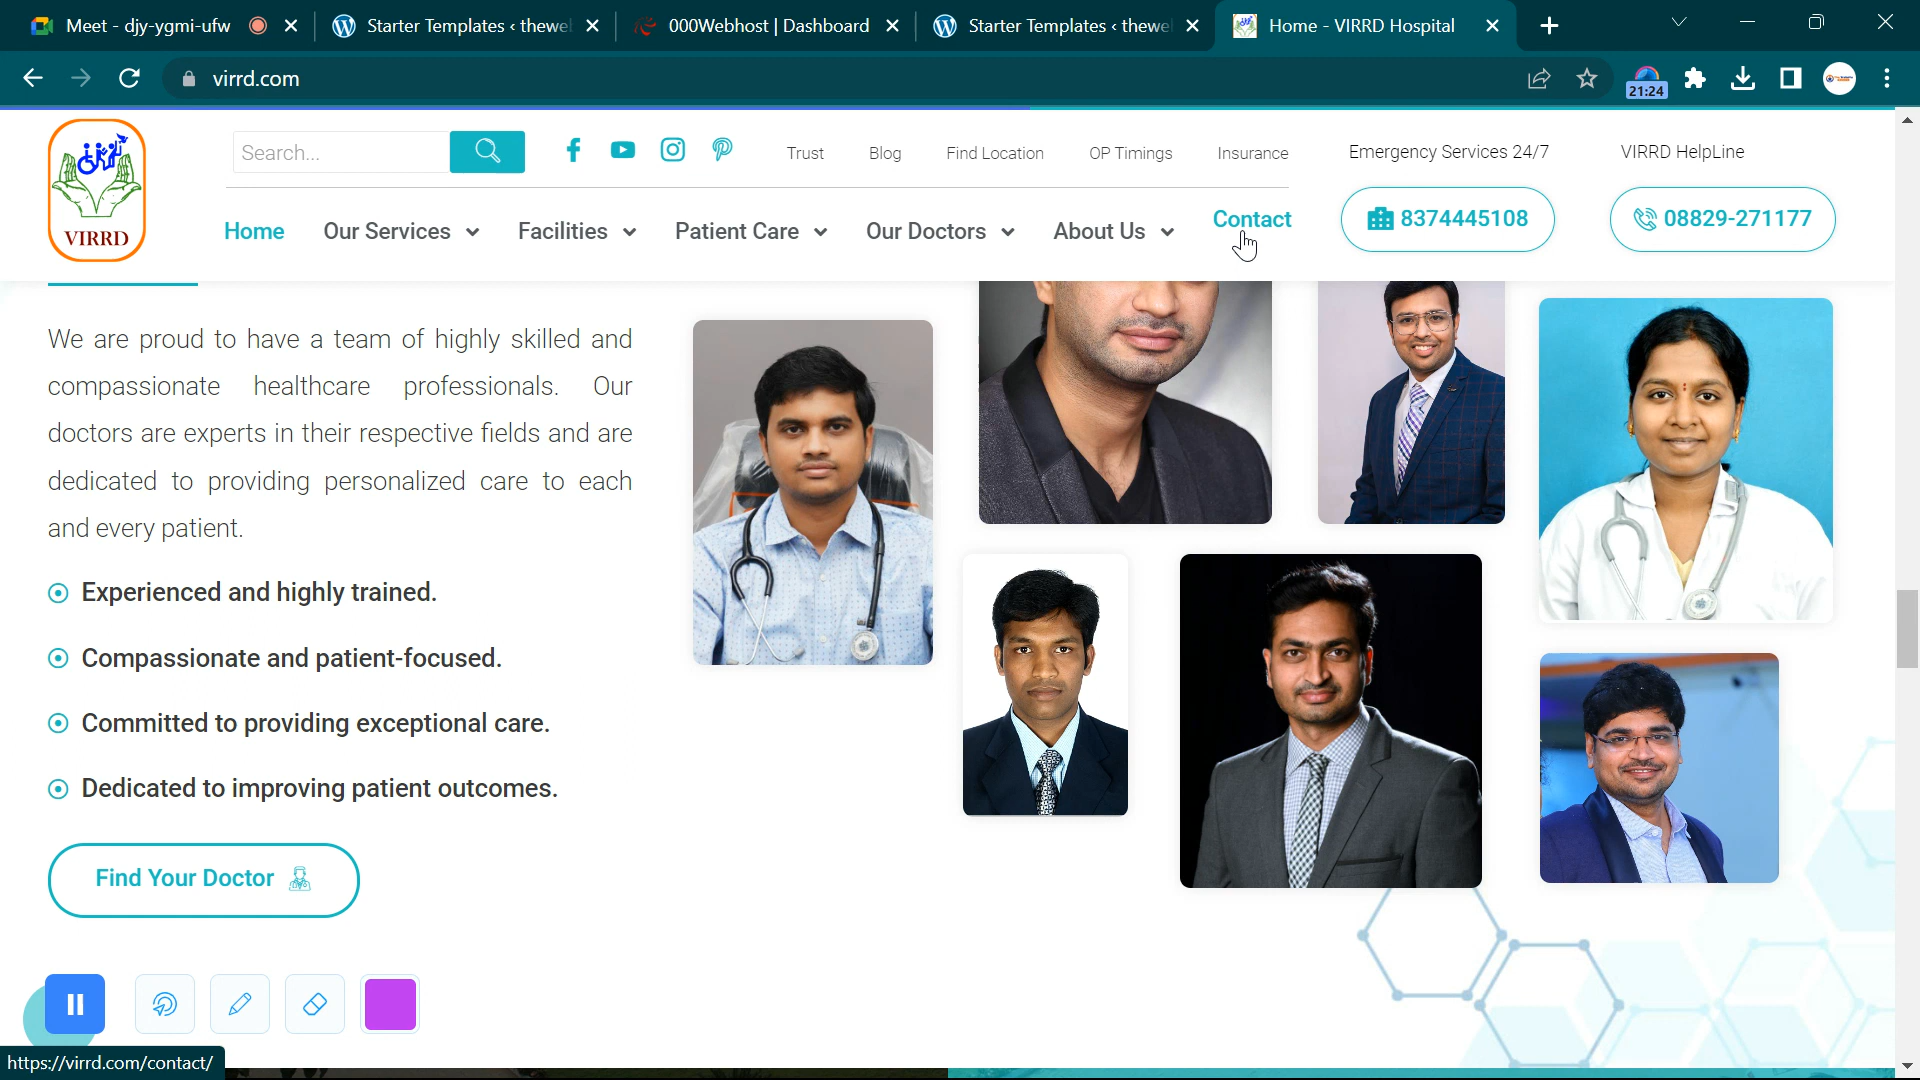 Meet - djy-ygmi-ufw
Starter Templates ‹ thewe
000Webhost | Dashboard
Starter Templates ‹ thewe
Home - VIRRD Hospital
virrd.com
21:24
VIRRD
Search...
Trust
Blog
Find Location
OP Timings
Insurance
Emergency Services 24/7
VIRRD HelpLine
Home
Our Services
Facilities
Patient Care
Our Doctors
About Us
Contact
8374445108
08829-271177
We are proud to have a team of highly skilled and
compassionate healthcare professionals. Our
doctors are experts in their respective fields and are
dedicated to providing personalized care to each
and every patient.
Experienced and highly trained.
Compassionate and patient-focused.
Committed to providing exceptional care.
Dedicated to improving patient outcomes.
Find Your Doctor
https://virrd.com/contact/